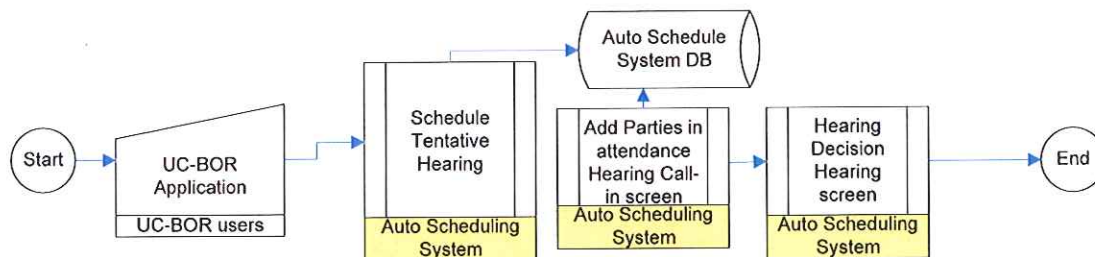 Start
UC-BOR
Application
UC-BOR users
Schedule
Tentative
Hearing
Auto Scheduling
System
Auto Schedule
System DB
Add Parties in
attendance
Hearing Call-
in screen
Auto Scheduling
System
Hearing
Decision
Hearing
screen
Auto Scheduling
System
End